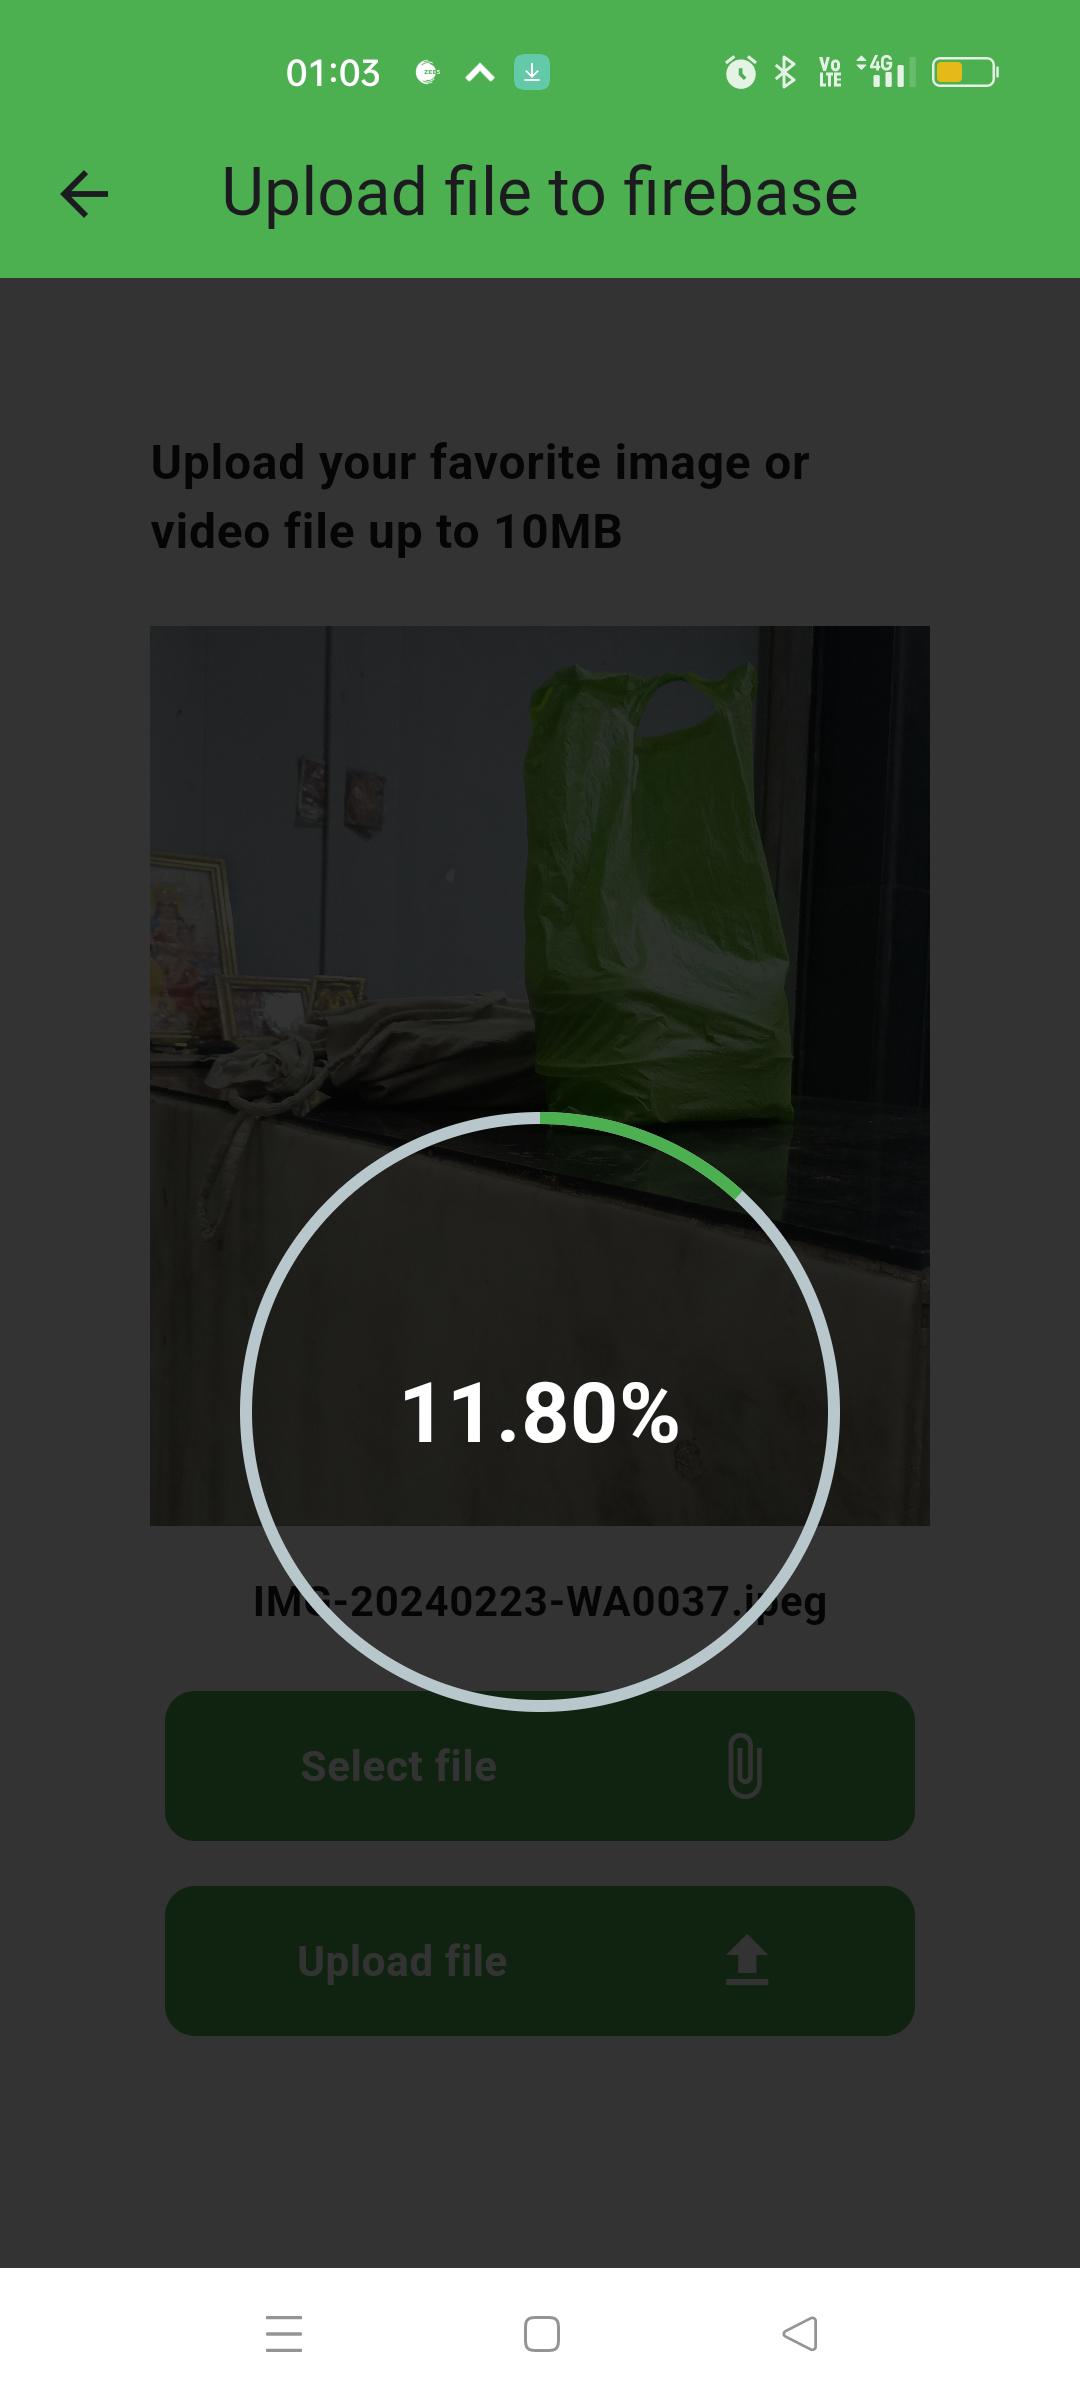 01:03
Vo LTE 4G
Upload file to firebase
Upload your favorite image or
video file up to 10MB
11.80%
IMG-20240223-WA0037.jpeg
Select file
Upload file